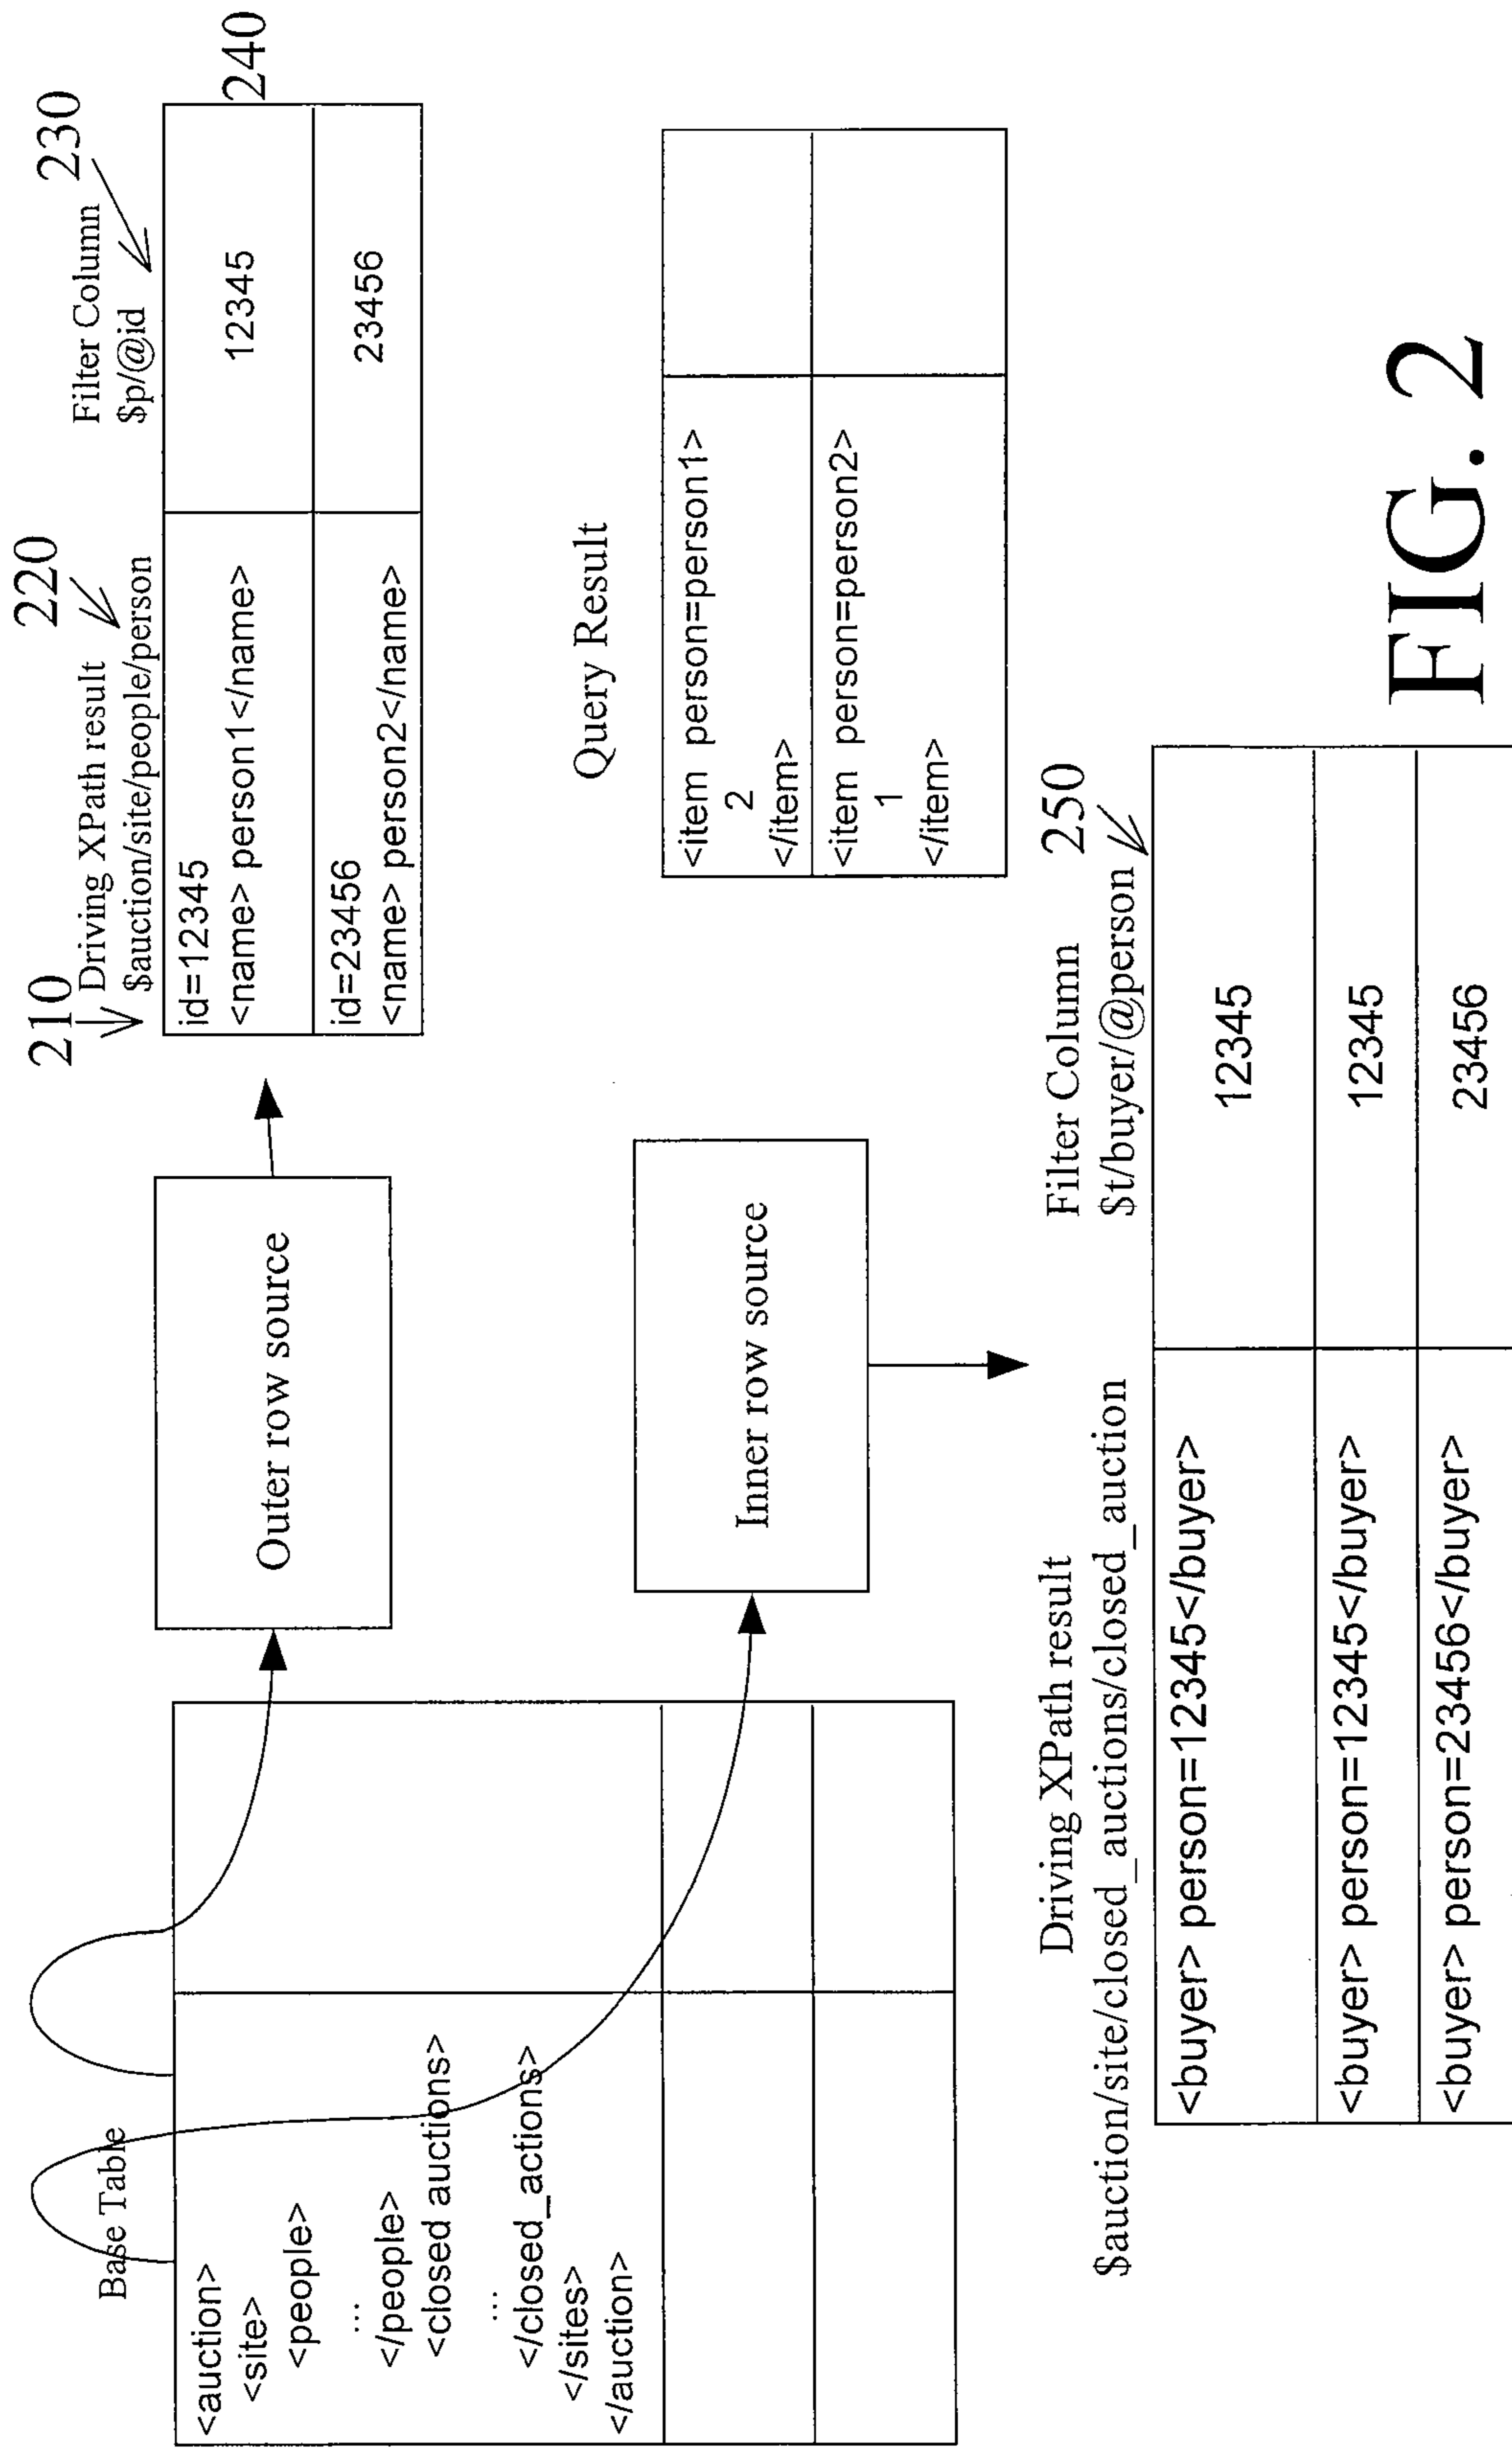 Base Table
<auction>
<site>
<people>
...
</people>
<closed auctions>
...
</closed_actions>
</sites>
</auction>
Outer row source
Inner row source
210
220
Driving XPath result
$auction/site/people/person
230
Filter Column
$p/@id
240
id=12345
<name> person1</name>
12345
id=23456
<name> person2</name>
23456
Query Result
<item person=person1>
2
</item>
<item person=person2>
1
</item>
Driving XPath result
$auction/site/closed_auctions/closed_auction
Filter Column
$t/buyer/@person
250
<buyer> person=12345</buyer>
12345
<buyer> person=12345</buyer>
12345
<buyer> person=23456</buyer>
23456
FIG. 2